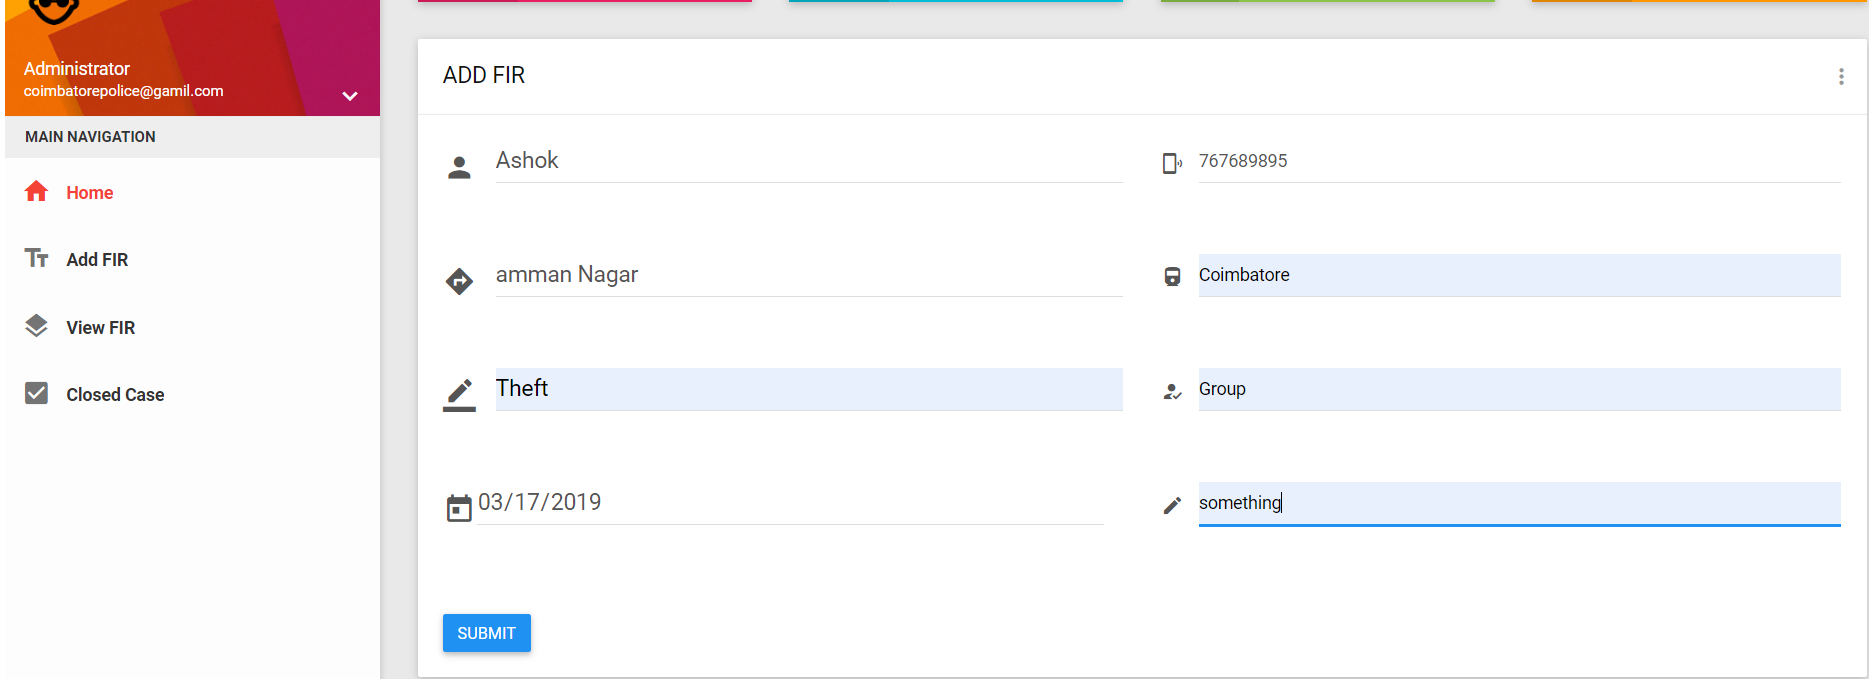 Administrator
coimbatorepolice@gamil.com
MAIN NAVIGATION
Home
Add FIR
View FIR
Closed Case
ADD FIR
Ashok
767689895
amman Nagar
Coimbatore
Theft
Group
03/17/2019
something
SUBMIT